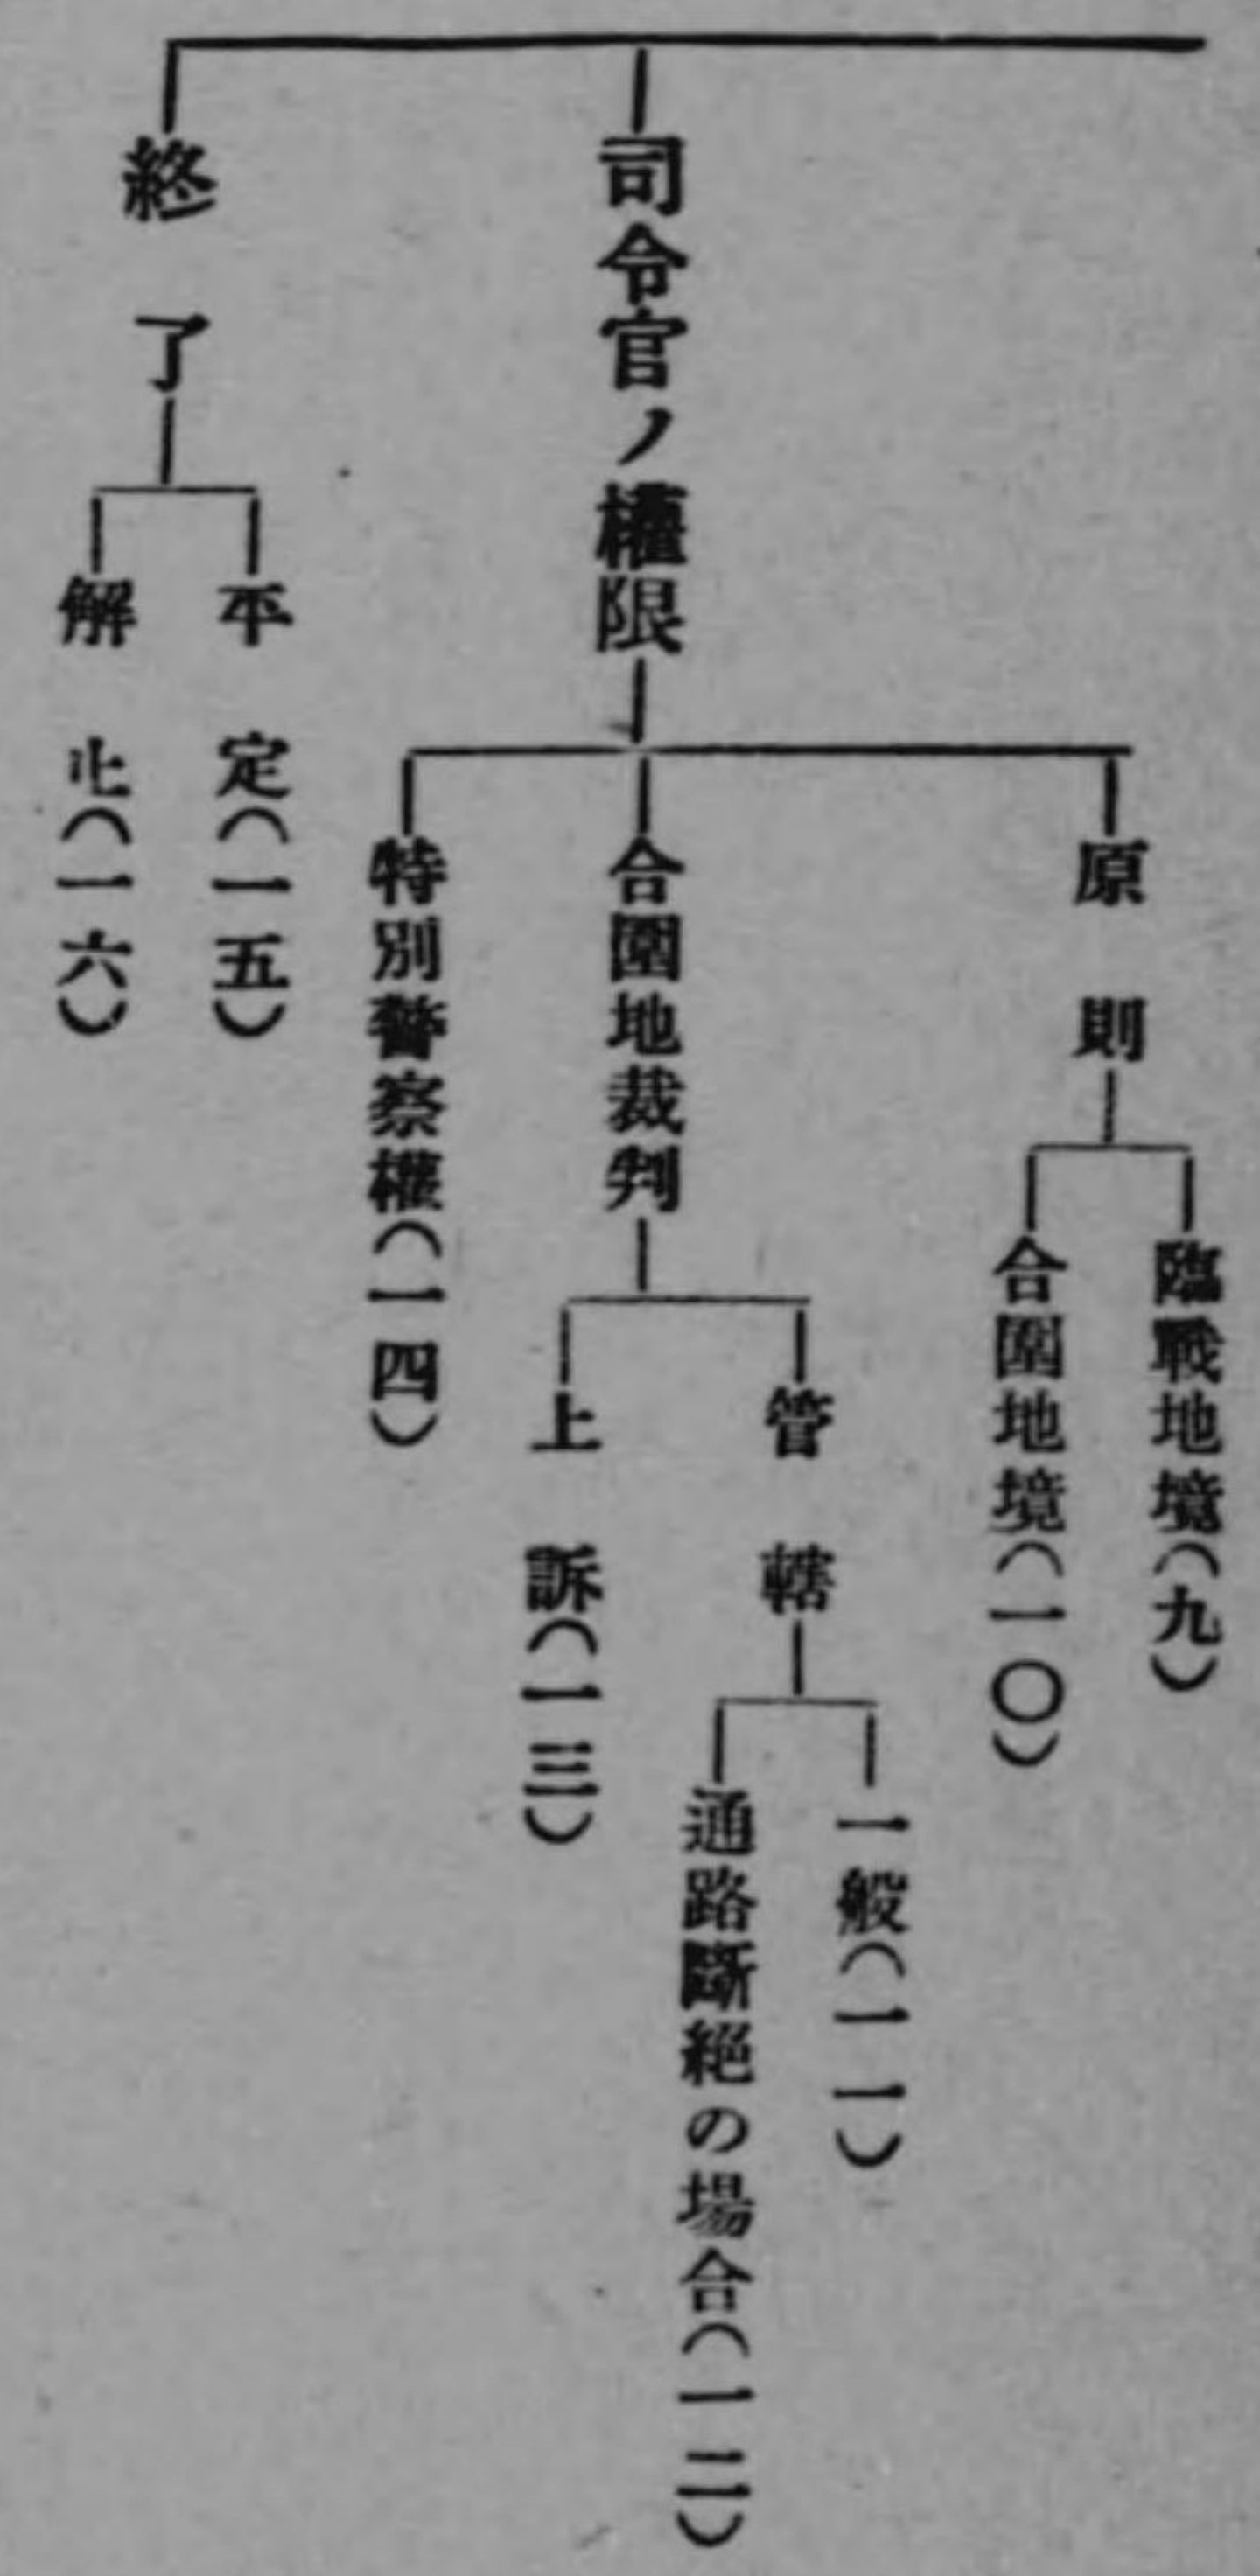 司令官ノ權限
原則
臨戰地境(九)
合圍地境(一〇)
合圍地裁判
管轄
一般(一一)
通路斷絕の場合(一二)
上訴(一三)
特別警察權(一四)
終了
平定(一五)
解止(一六)